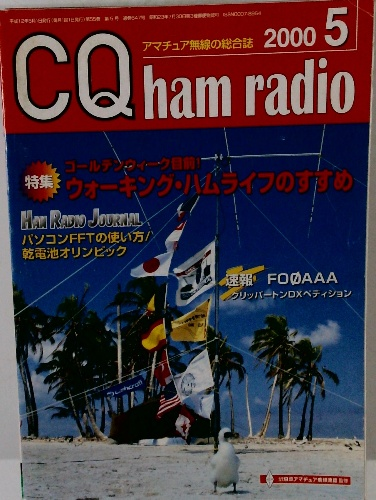 アマチュア無線の総合誌
2000 5
CQ ham radio
特集
ゴールデンウィーク目前!
ウォーキング・ハムライフのすすめ
HAM RADIO JOURNAL
パソコンFFTの使い方/
乾電池オリンピック
速報 FOØAAA
クリッパートンDXペディション